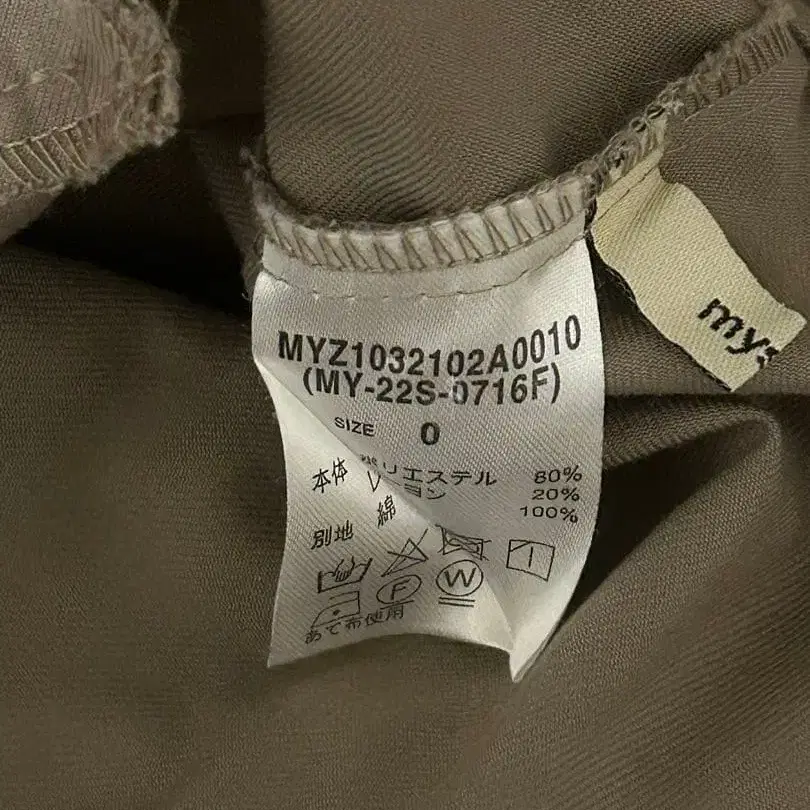 MYZ1032102A0010
(MY-22S-0716F)
SIZE 0
本体 ポリエステル 80%
レーヨン 20%
別地 綿 100%
F W
あて布使用
mys